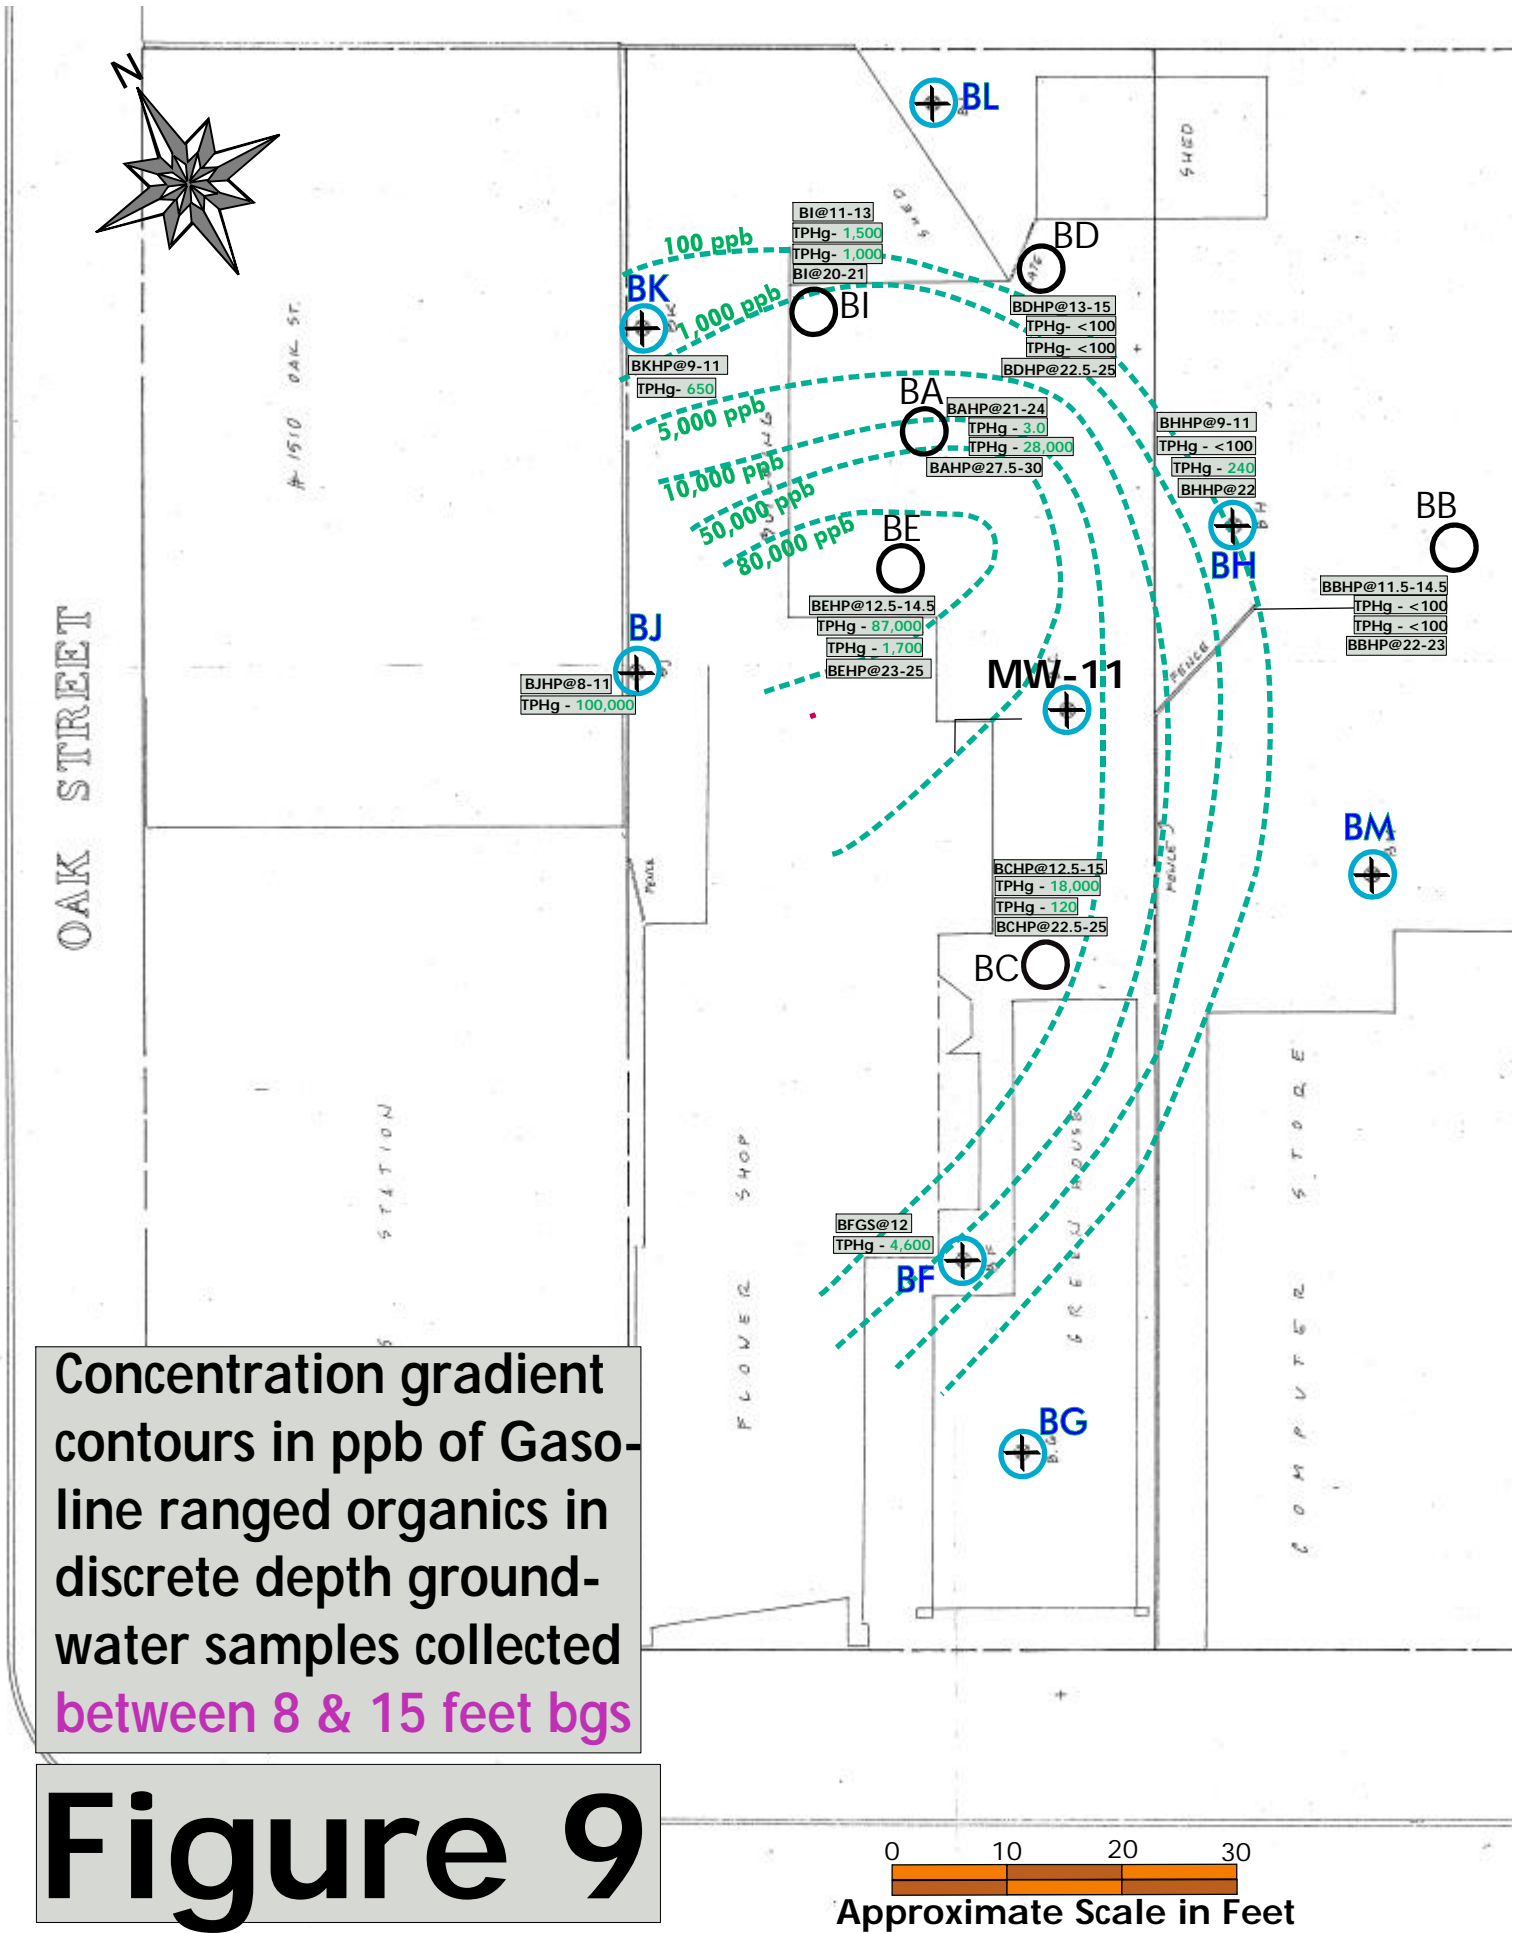 N
BL
SHED
SHED
BI@11-13
TPHg- 1,500
TPHg- 1,000
BI@20-21
100 ppb
BD
GATE
BK
BK
1,000 ppb
BI
BDHP@13-15
TPHg- <100
TPHg- <100
BDHP@22.5-25
# 1510 OAK ST.
BKHP@9-11
TPHg- 650
5,000 ppb
BA
BAHP@21-24
TPHg - 3.0
TPHg - 28,000
BAHP@27.5-30
BHHP@9-11
TPHg - <100
TPHg - 240
BHHP@22
BUILDING
10,000 ppb
50,000 ppb
80,000 ppb
BE
BH
BH
BB
BEHP@12.5-14.5
TPHg - 87,000
TPHg - 1,700
BEHP@23-25
BBHP@11.5-14.5
TPHg - <100
TPHg - <100
BBHP@22-23
BJ
BJ
BJHP@8-11
TPHg - 100,000
MW-11
FENCE
OAK STREET
FENCE
FENCE
BM
BCHP@12.5-15
TPHg - 18,000
TPHg - 120
BCHP@22.5-25
BC
STATION
FLOWER SHOP
GREEN HOUSE
COMPUTER STORE
BFGS@12
TPHg - 4,600
BF
BF
BG
B.G
Concentration gradient
contours in ppb of Gaso-
line ranged organics in
discrete depth ground-
water samples collected
between 8 & 15 feet bgs
Figure 9
0 10 20 30
Approximate Scale in Feet